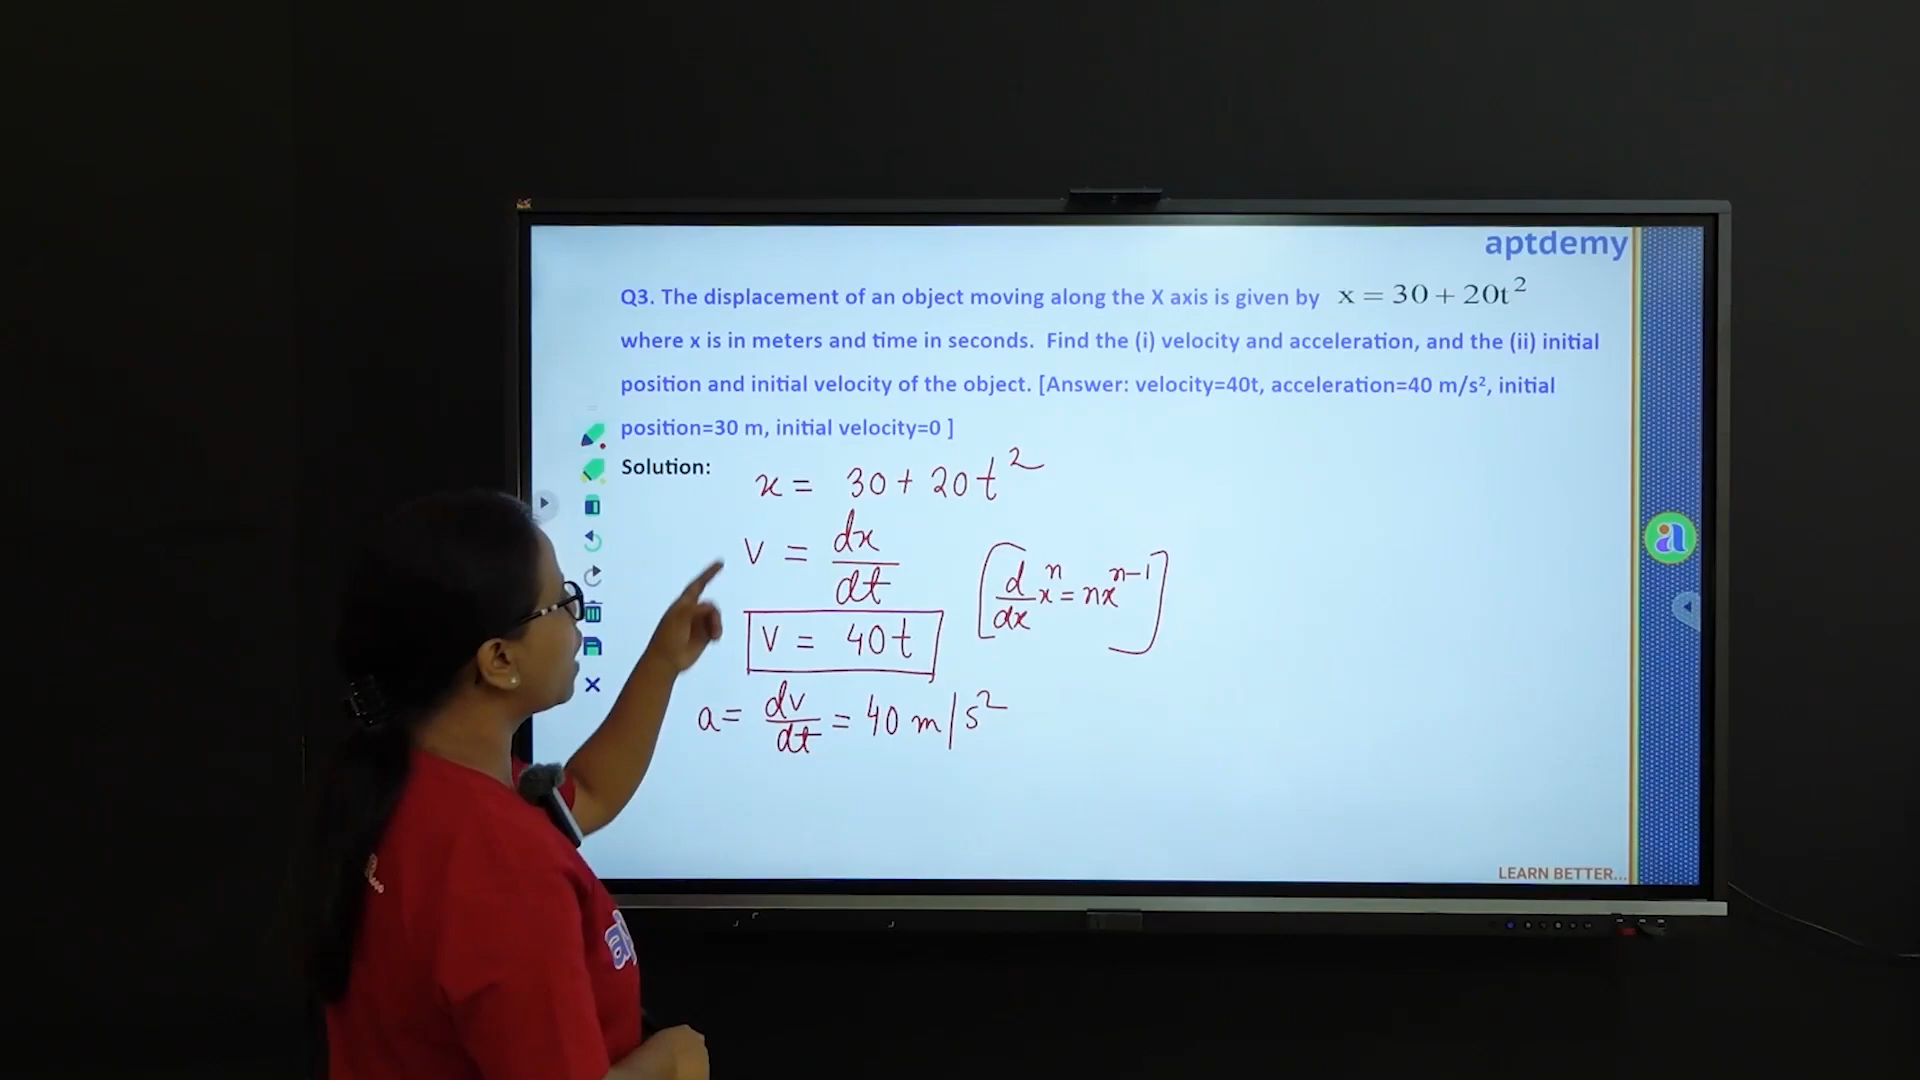 aptdemy
Q3. The displacement of an object moving along the X axis is given by x = 30 + 20t²
where x is in meters and time in seconds. Find the (i) velocity and acceleration, and the (ii) initial
position and initial velocity of the object. [Answer: velocity=40t, acceleration=40 m/s², initial
position=30 m, initial velocity=0 ]
Solution:
x = 30 + 20t²
v = dx/dt
[d/dx xⁿ = nxⁿ⁻¹]
v = 40t
a = dv/dt = 40 m/s²
LEARN BETTER...
a